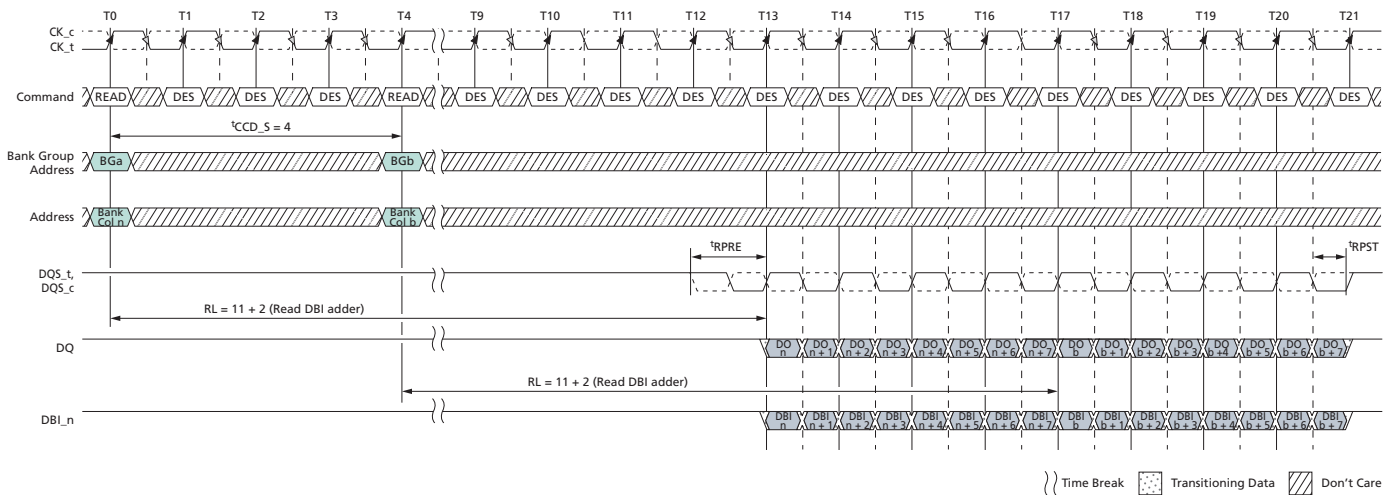 T0 T1 T2 T3 T4 T9 T10 T11 T12 T13 T14 T15 T16 T17 T18 T19 T20 T21
CK_c
CK_t
Command READ DES DES DES READ DES DES DES DES DES DES DES DES DES DES DES DES DES
tCCD_S = 4
Bank Group
Address
BGa BGb
Address
Bank
Col n
Bank
Col b
tRPRE tRPST
DQS_t,
DQS_c
RL = 11 + 2 (Read DBI adder)
DQ
DO DO DO DO DO DO DO DO DO DO DO DO DO DO DO DO
n n + 1 n + 2 n + 3 n + 4 n + 5 n + 6 n + 7 b b + 1 b + 2 b + 3 b + 4 b + 5 b + 6 b + 7
RL = 11 + 2 (Read DBI adder)
DBI_n
DBI DBI DBI DBI DBI DBI DBI DBI DBI DBI DBI DBI DBI DBI DBI DBI
n n + 1 n + 2 n + 3 n + 4 n + 5 n + 6 n + 7 b b + 1 b + 2 b + 3 b + 4 b + 5 b + 6 b + 7
Time Break Transitioning Data Don't Care